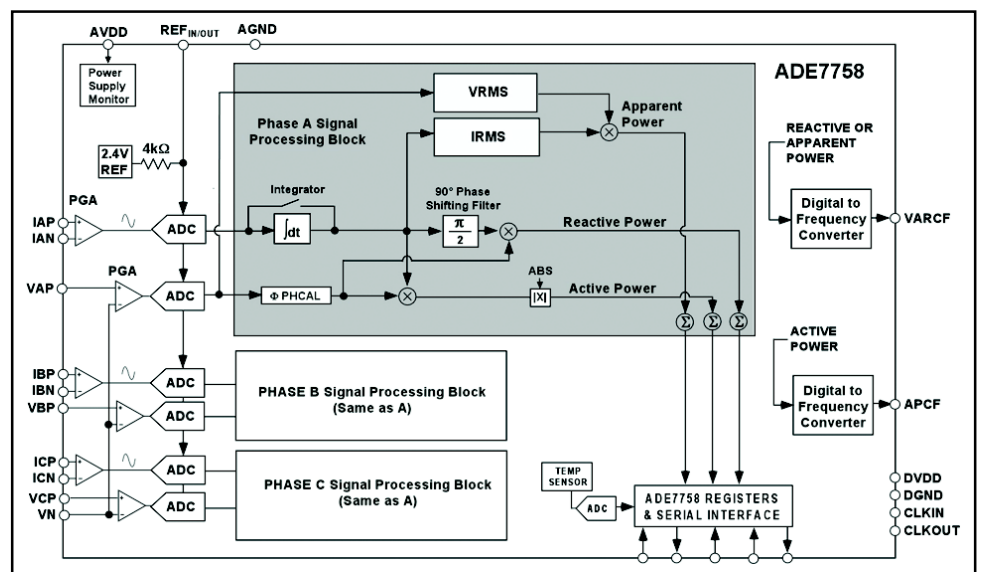 AVDD
REFIN/OUT
AGND
Power
Supply
Monitor
ADE7758
VRMS
Apparent
Power
Phase A Signal
Processing Block
IRMS
REACTIVE OR
APPARENT
POWER
2.4V
REF
4kΩ
PGA
Integrator
90° Phase
Shifting Filter
IAP
IAN
ADC
∫dt
π
2
Reactive Power
Digital to
Frequency
Converter
VARCF
PGA
VAP
ADC
Φ PHCAL
ABS
|X|
Active Power
Σ
Σ
Σ
ACTIVE
POWER
IBP
IBN
ADC
VBP
ADC
PHASE B Signal Processing Block
(Same as A)
Digital to
Frequency
Converter
APCF
ICP
ICN
ADC
VCP
VN
ADC
PHASE C Signal Processing Block
(Same as A)
TEMP
SENSOR
ADC
ADE7758 REGISTERS
& SERIAL INTERFACE
DVDD
DGND
CLKIN
CLKOUT